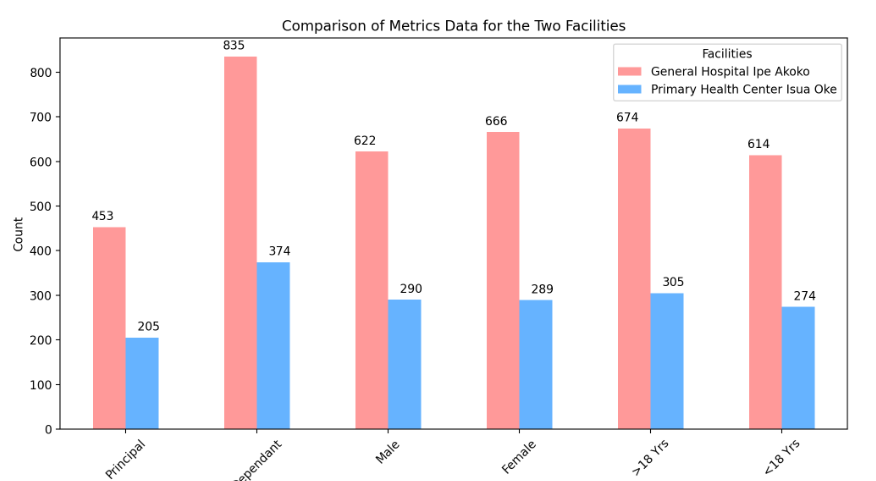 Comparison of Metrics Data for the Two Facilities
Facilities
General Hospital Ipe Akoko
Primary Health Center Isua Oke
Count
800
700
600
500
400
300
200
100
0
453
205
835
374
622
290
666
289
674
305
614
274
Principal
Male
Female
>18 Yrs
<18 Yrs